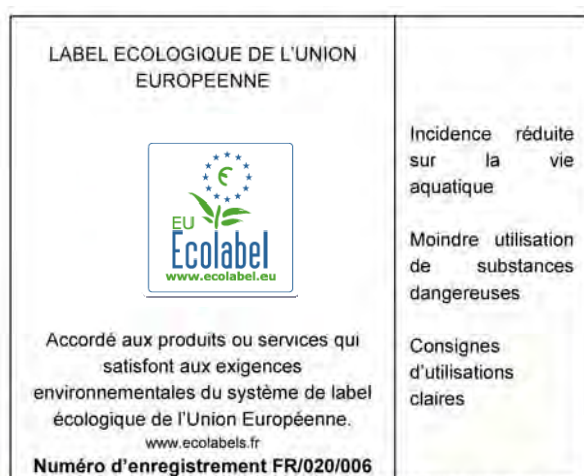 LABEL ECOLOGIQUE DE L'UNION
EUROPEENNE
EU
Ecolabel
www.ecolabel.eu
Accordé aux produits ou services qui
satisfont aux exigences
environnementales du système de label
écologique de l'Union Européenne.
www.ecolabels.fr
Numéro d'enregistrement FR/020/006
Incidence réduite
sur la vie
aquatique
Moindre utilisation
de substances
dangereuses
Consignes
d'utilisations
claires